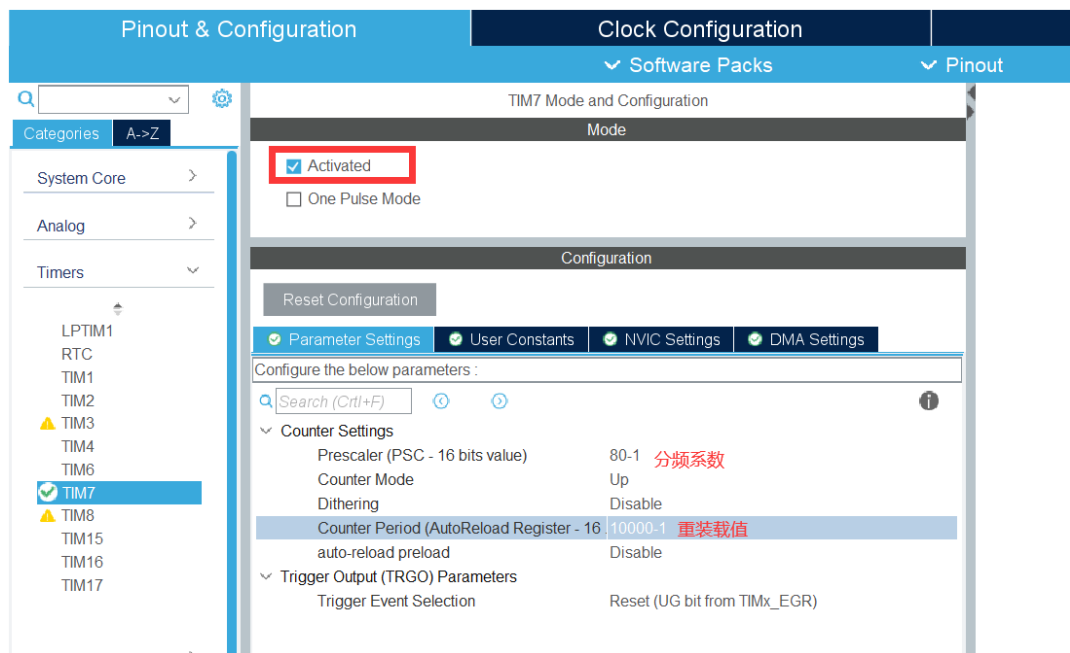 Pinout & Configuration
Clock Configuration
Software Packs
Pinout
Categories
A->Z
System Core
Analog
Timers
LPTIM1
RTC
TIM1
TIM2
TIM3
TIM4
TIM6
TIM7
TIM8
TIM15
TIM16
TIM17
TIM7 Mode and Configuration
Mode
Activated
One Pulse Mode
Configuration
Reset Configuration
Parameter Settings
User Constants
NVIC Settings
DMA Settings
Configure the below parameters :
Search (Crtl+F)
Counter Settings
Prescaler (PSC - 16 bits value) 80-1 分频系数
Counter Mode Up
Dithering Disable
Counter Period (AutoReload Register - 16 10000-1 重装载值
auto-reload preload Disable
Trigger Output (TRGO) Parameters
Trigger Event Selection Reset (UG bit from TIMx_EGR)